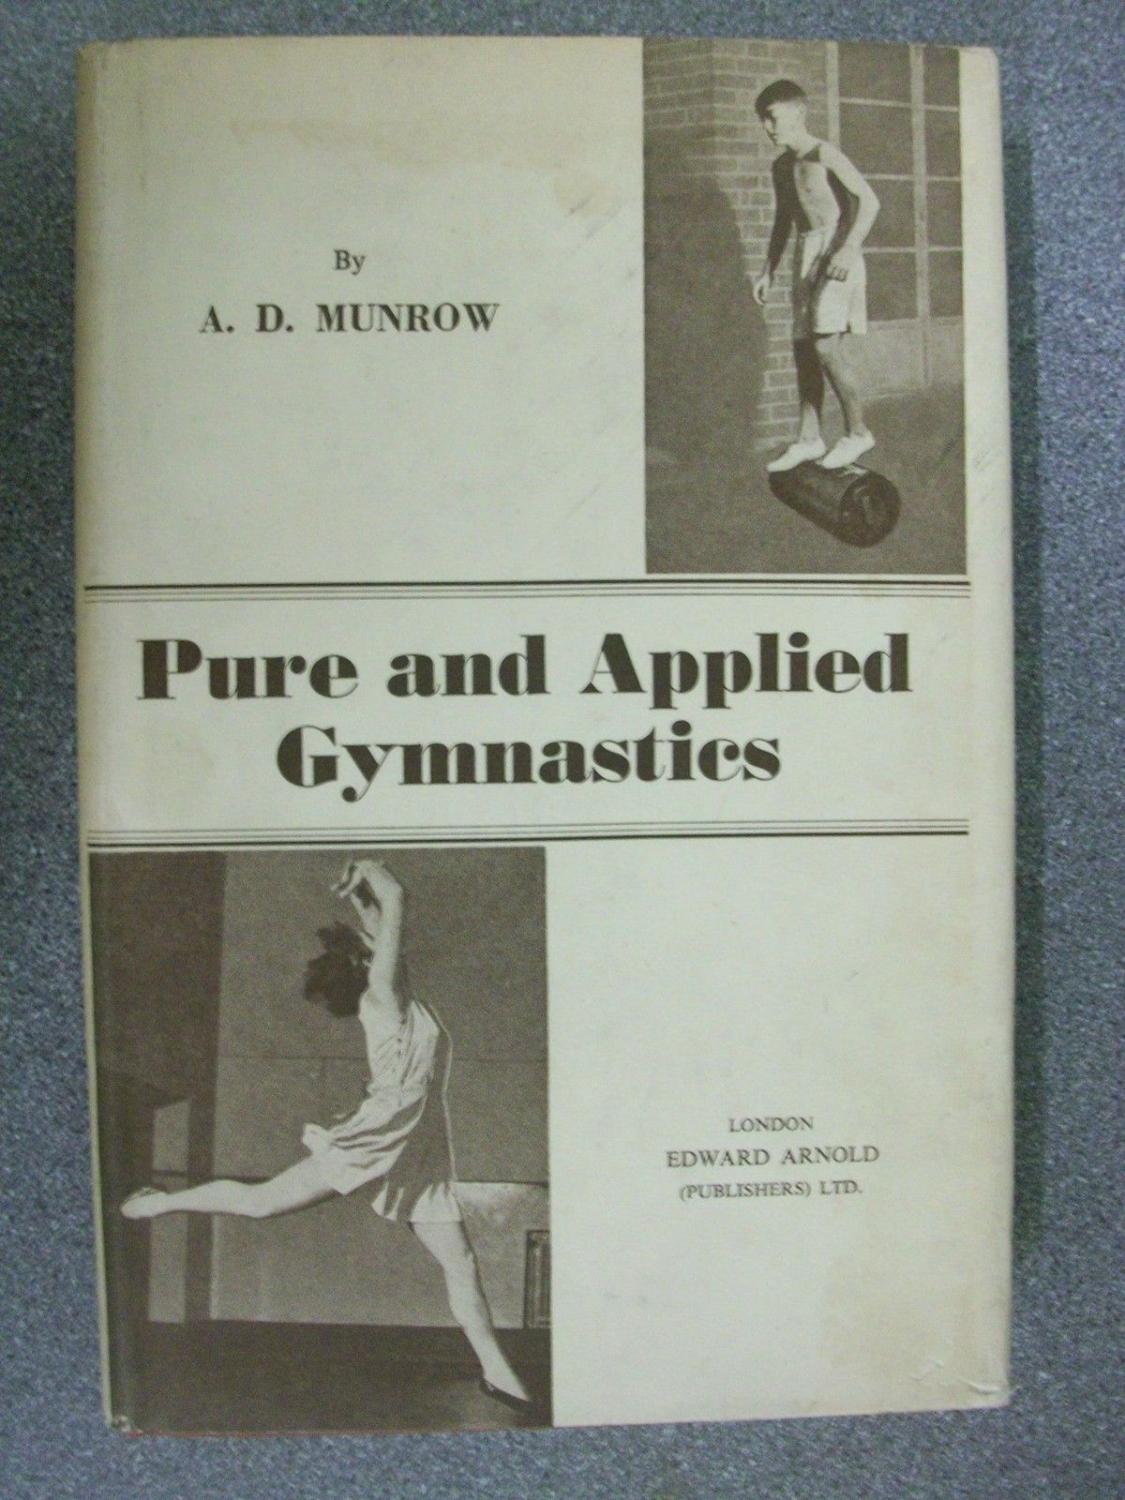 By
A. D. MUNROW
Pure and Applied
Gymnastics
LONDON
EDWARD ARNOLD
(PUBLISHERS) LTD.